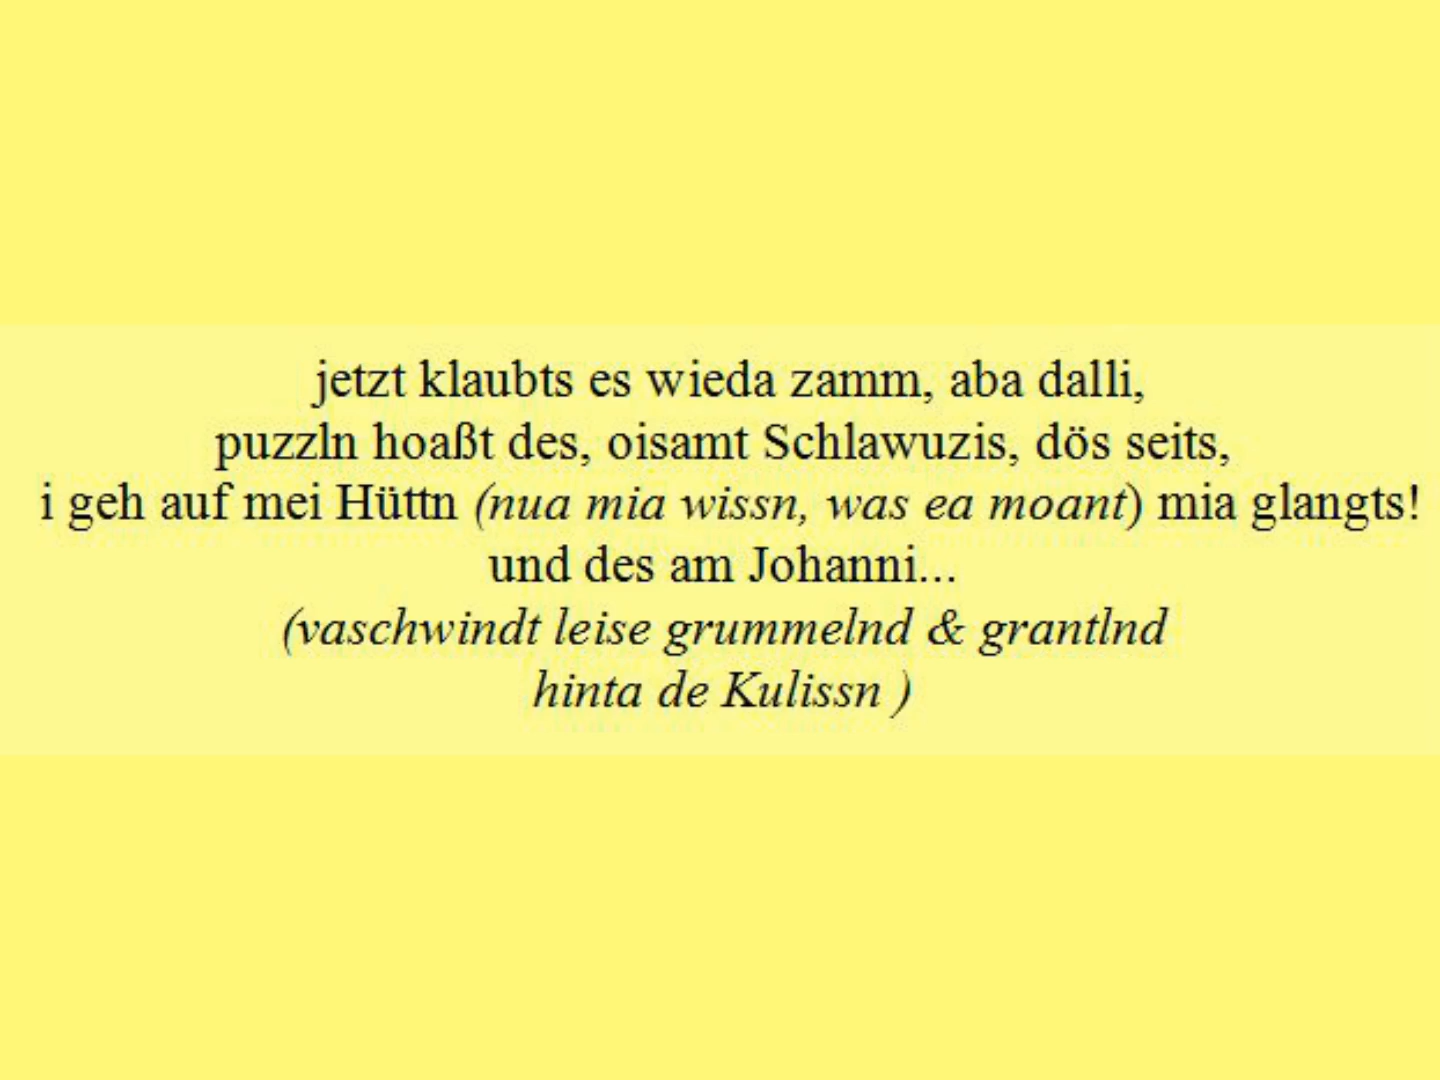 jetzt klaubts es wieda zamm, aba dalli,
puzzln hoaßt des, oisamt Schlawuzis, dös seits,
i geh auf mei Hüttn (nua mia wissn, was ea moant) mia glangts!
und des am Johanni...
(vaschwindt leise grummelnd & grantlnd
hinta de Kulissn )